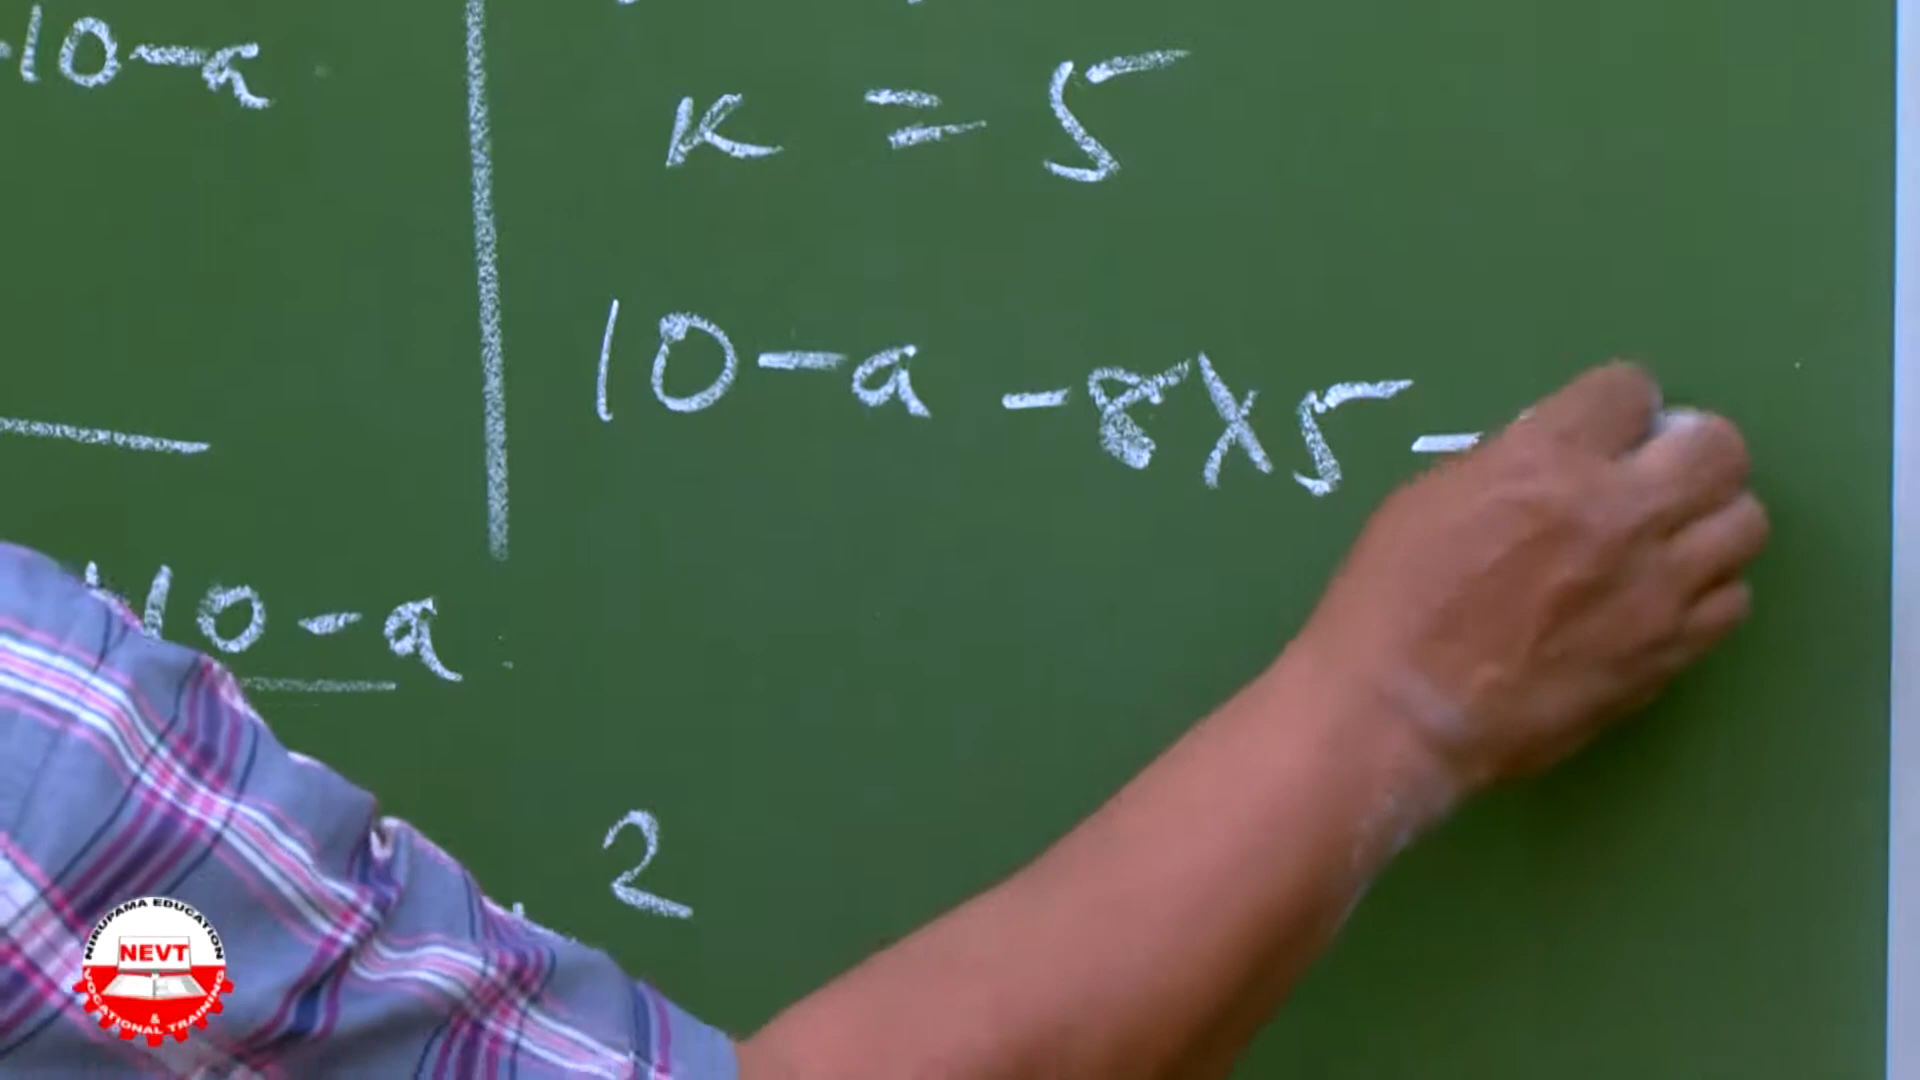 10-a
K = 5
10-a -8x5 -
10-a
2
NIRUPAMA EDUCATION
NEVT
& VOCATIONAL TRAINING